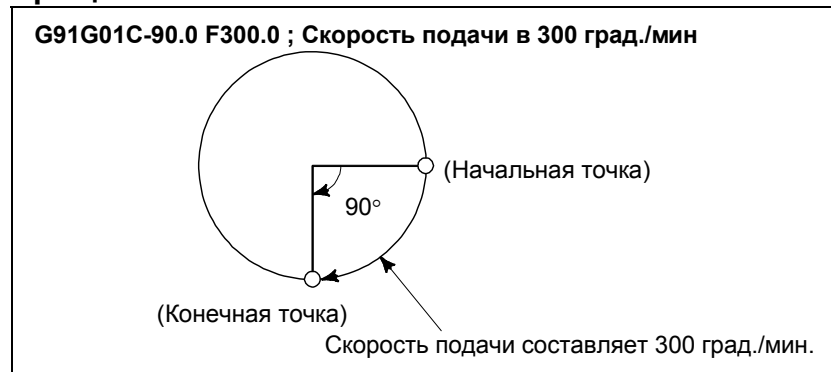 G91G01C-90.0 F300.0 ; Скорость подачи в 300 град./мин
(Начальная точка)
90°
(Конечная точка)
Скорость подачи составляет 300 град./мин.